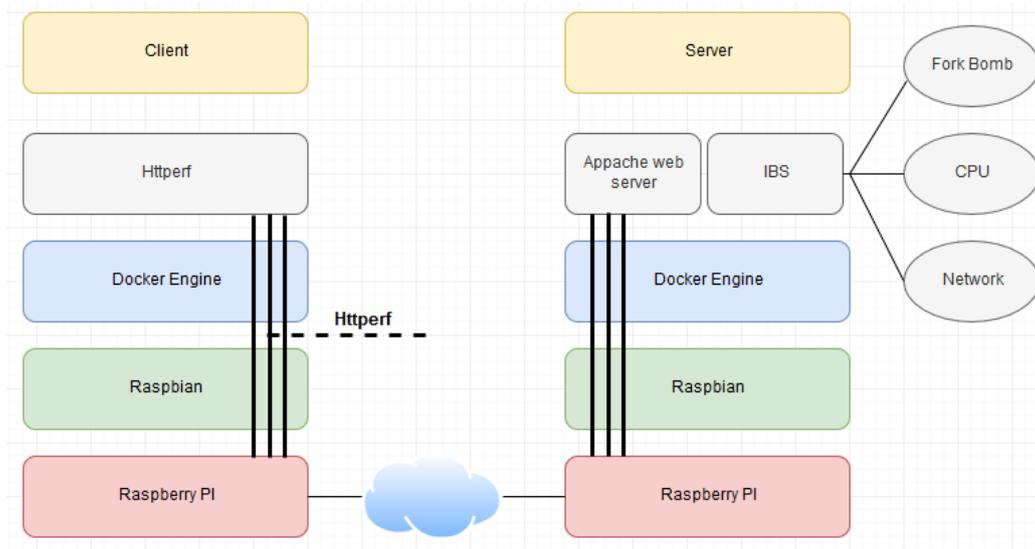 Client
Server
Fork Bomb
Httperf
Appache web
server
IBS
CPU
Docker Engine
Docker Engine
Network
Httperf
Raspbian
Raspbian
Raspberry PI
Raspberry PI